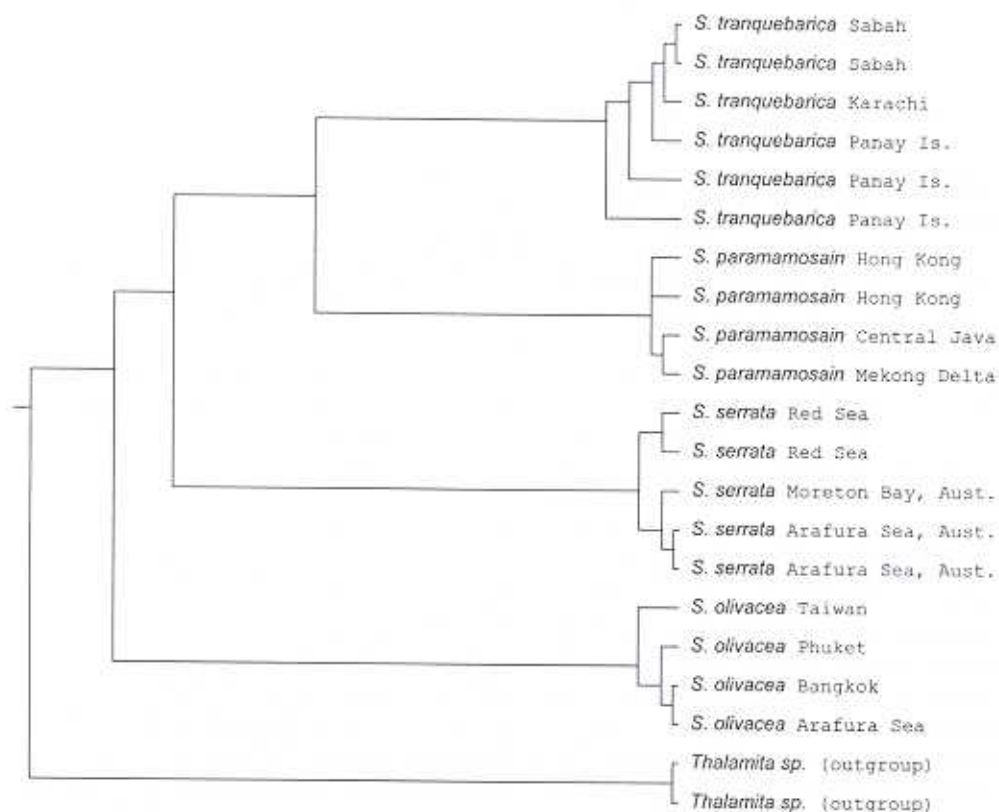 S. tranquebarica Sabah
S. tranquebarica Sabah
S. tranquebarica Karachi
S. tranquebarica Panay Is.
S. tranquebarica Panay Is.
S. tranquebarica Panay Is.
S. paramamosain Hong Kong
S. paramamosain Hong Kong
S. paramamosain Central Java
S. paramamosain Mekong Delta
S. serrata Red Sea
S. serrata Red Sea
S. serrata Moreton Bay, Aust.
S. serrata Arafura Sea, Aust.
S. serrata Arafura Sea, Aust.
S. olivacea Taiwan
S. olivacea Phuket
S. olivacea Bangkok
S. olivacea Arafura Sea
Thalamita sp. (outgroup)
Thalamita sp. (outgroup)